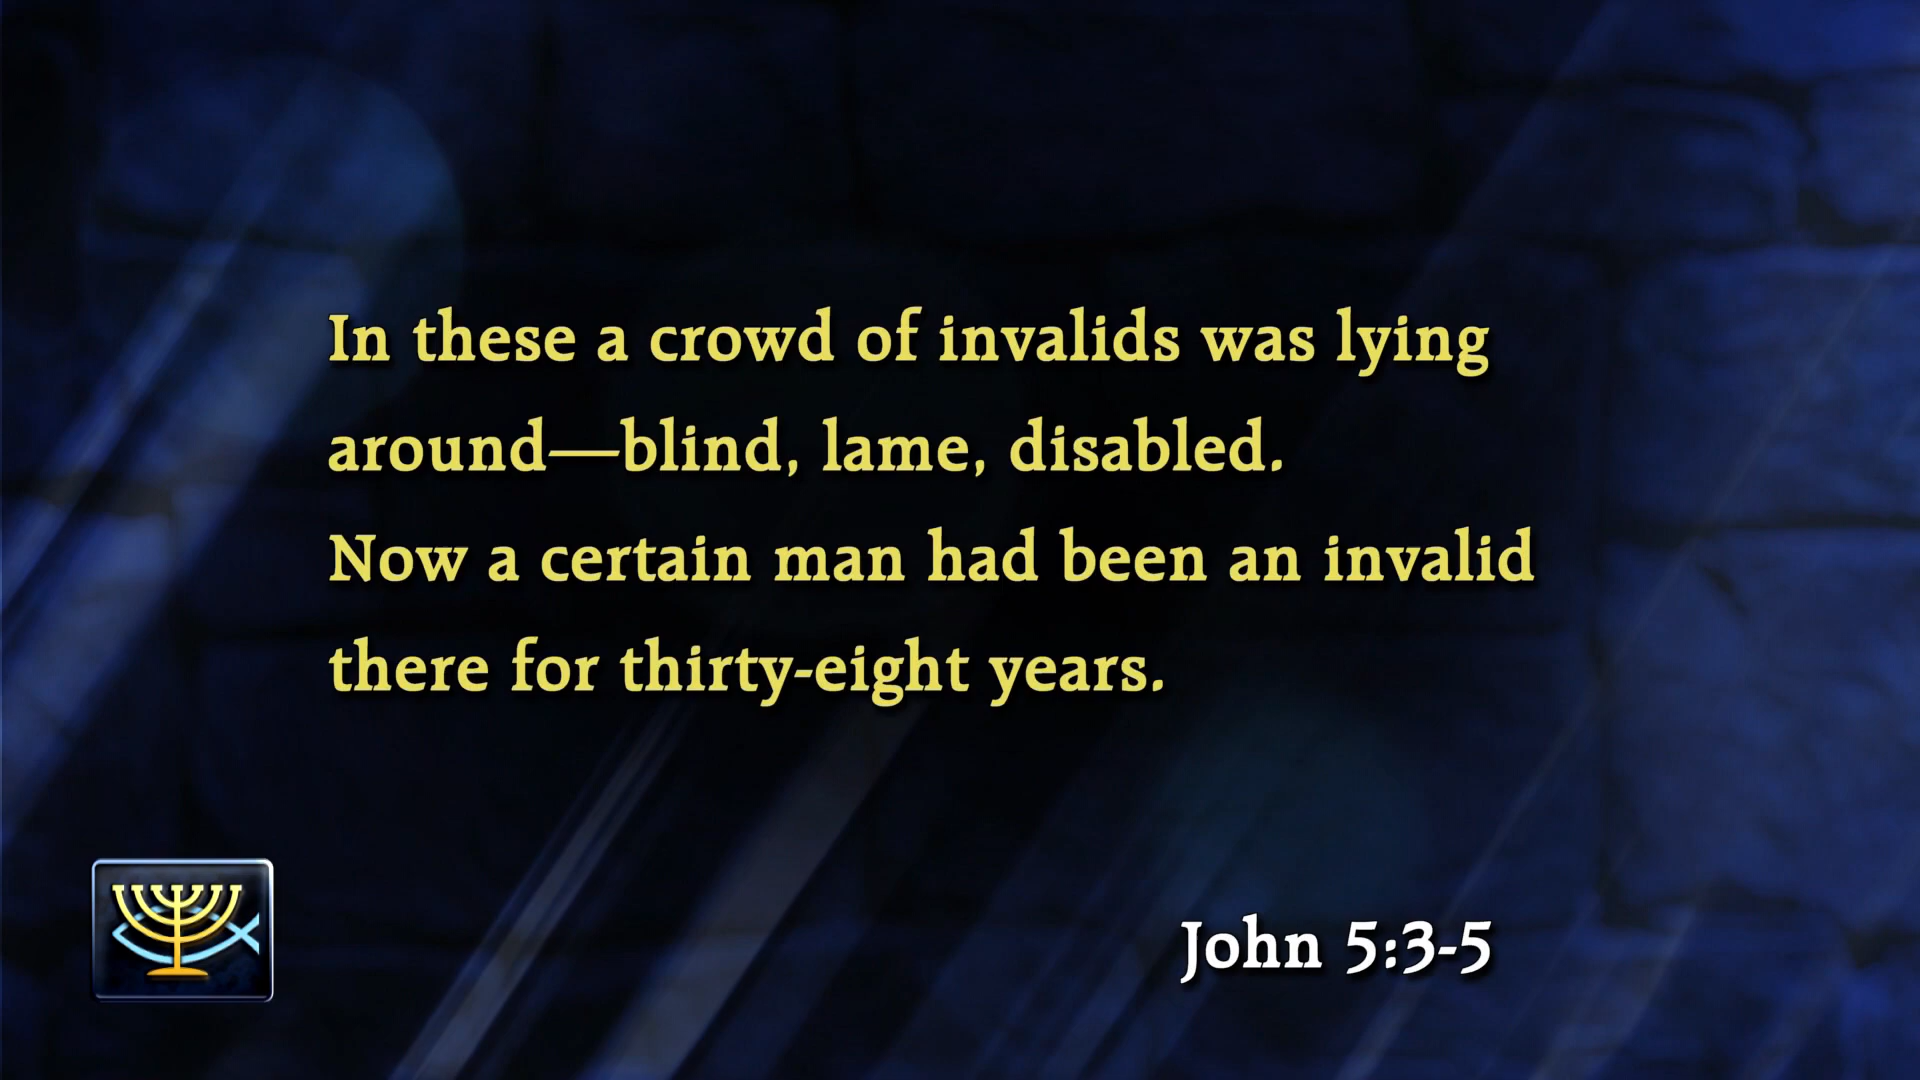 In these a crowd of invalids was lying
around—blind, lame, disabled.
Now a certain man had been an invalid
there for thirty-eight years.
John 5:3-5